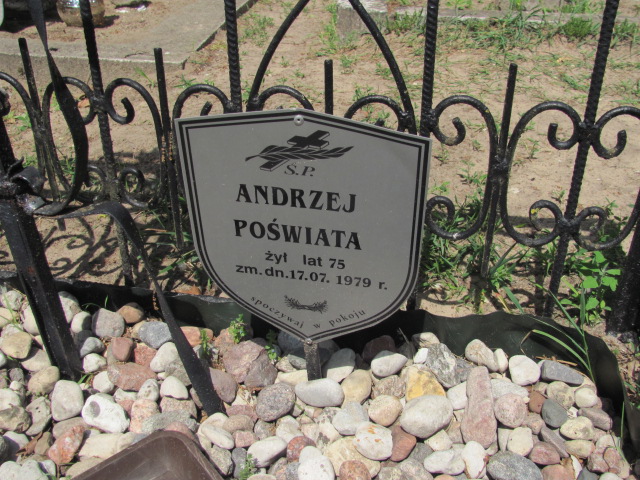 Ś.P.
ANDRZEJ
POŚWIATA
żył lat 75
zm. dn. 17.07. 1979 r.
spoczywaj w pokoju